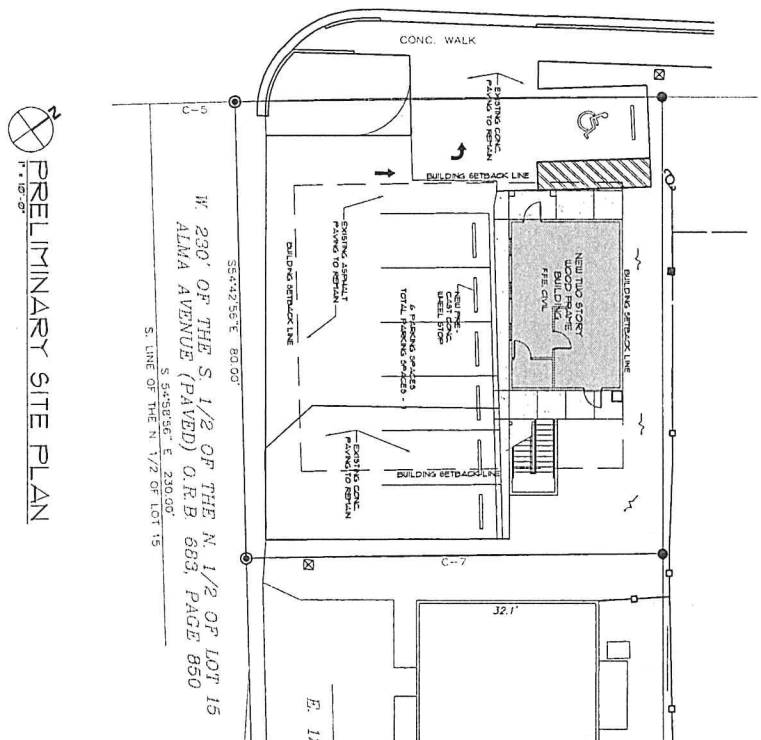 CONC. WALK
EXISTING CONC.
PAVING TO REMAIN
BUILDING SETBACK LINE
C-5
N
PRELIMINARY SITE PLAN
1" = 10'-0"
EXISTING ASPHALT
PAVING TO REMAIN
BUILDING SETBACK LINE
NEW PRE-
CAST CONC.
WHEEL STOP
6 PARKING SPACES
TOTAL PARKING SPACES -
NEW TWO STORY
WOOD FRAME
BUILDING
F.F.E. CIVIL
BUILDING SETBACK LINE
EXISTING CONC.
PAVING TO REMAIN
BUILDING SETBACK LINE
S54°42'56"E 80.00'
W. 230' OF THE S. 1/2 OF THE N. 1/2 OF LOT 15
ALMA AVENUE (PAVED) O.R.B. 683, PAGE 850
S 54°58'56" E 230.00'
S. LINE OF THE N. 1/2 OF LOT 15
C-7
32.1'